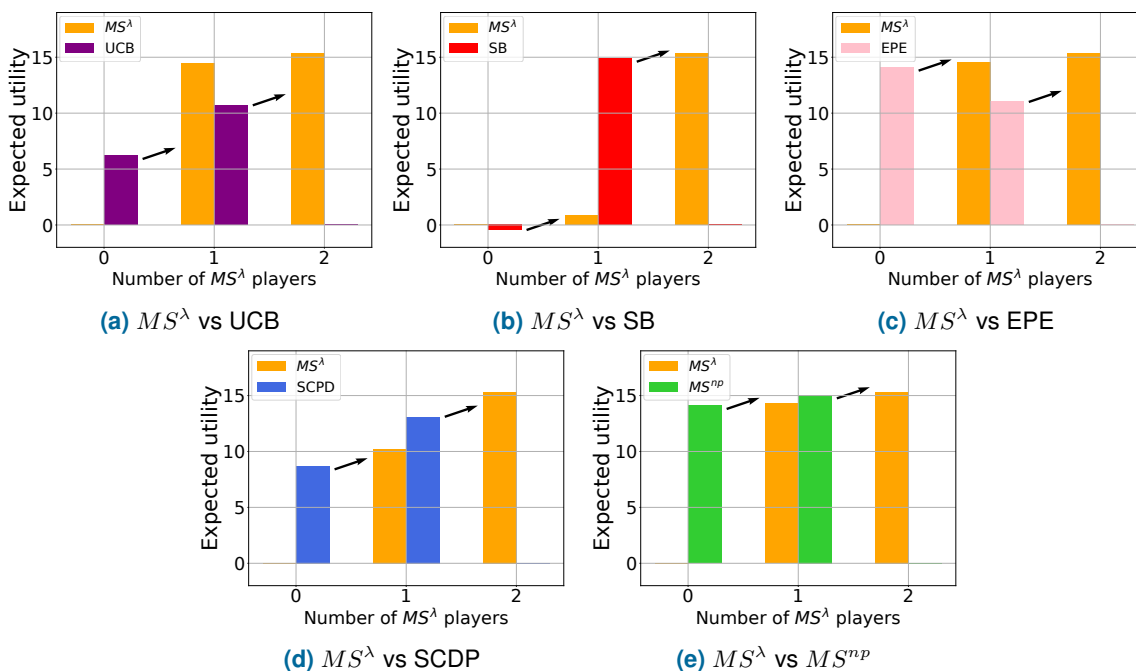 MS^λ
UCB
Expected utility
15
10
5
0
0 1 2
Number of MS^λ players
(a) MS^λ vs UCB
MS^λ
SB
Expected utility
15
10
5
0
0 1 2
Number of MS^λ players
(b) MS^λ vs SB
MS^λ
EPE
Expected utility
15
10
5
0
0 1 2
Number of MS^λ players
(c) MS^λ vs EPE
MS^λ
SCPD
Expected utility
15
10
5
0
0 1 2
Number of MS^λ players
(d) MS^λ vs SCDP
MS^λ
MS^np
Expected utility
15
10
5
0
0 1 2
Number of MS^λ players
(e) MS^λ vs MS^np